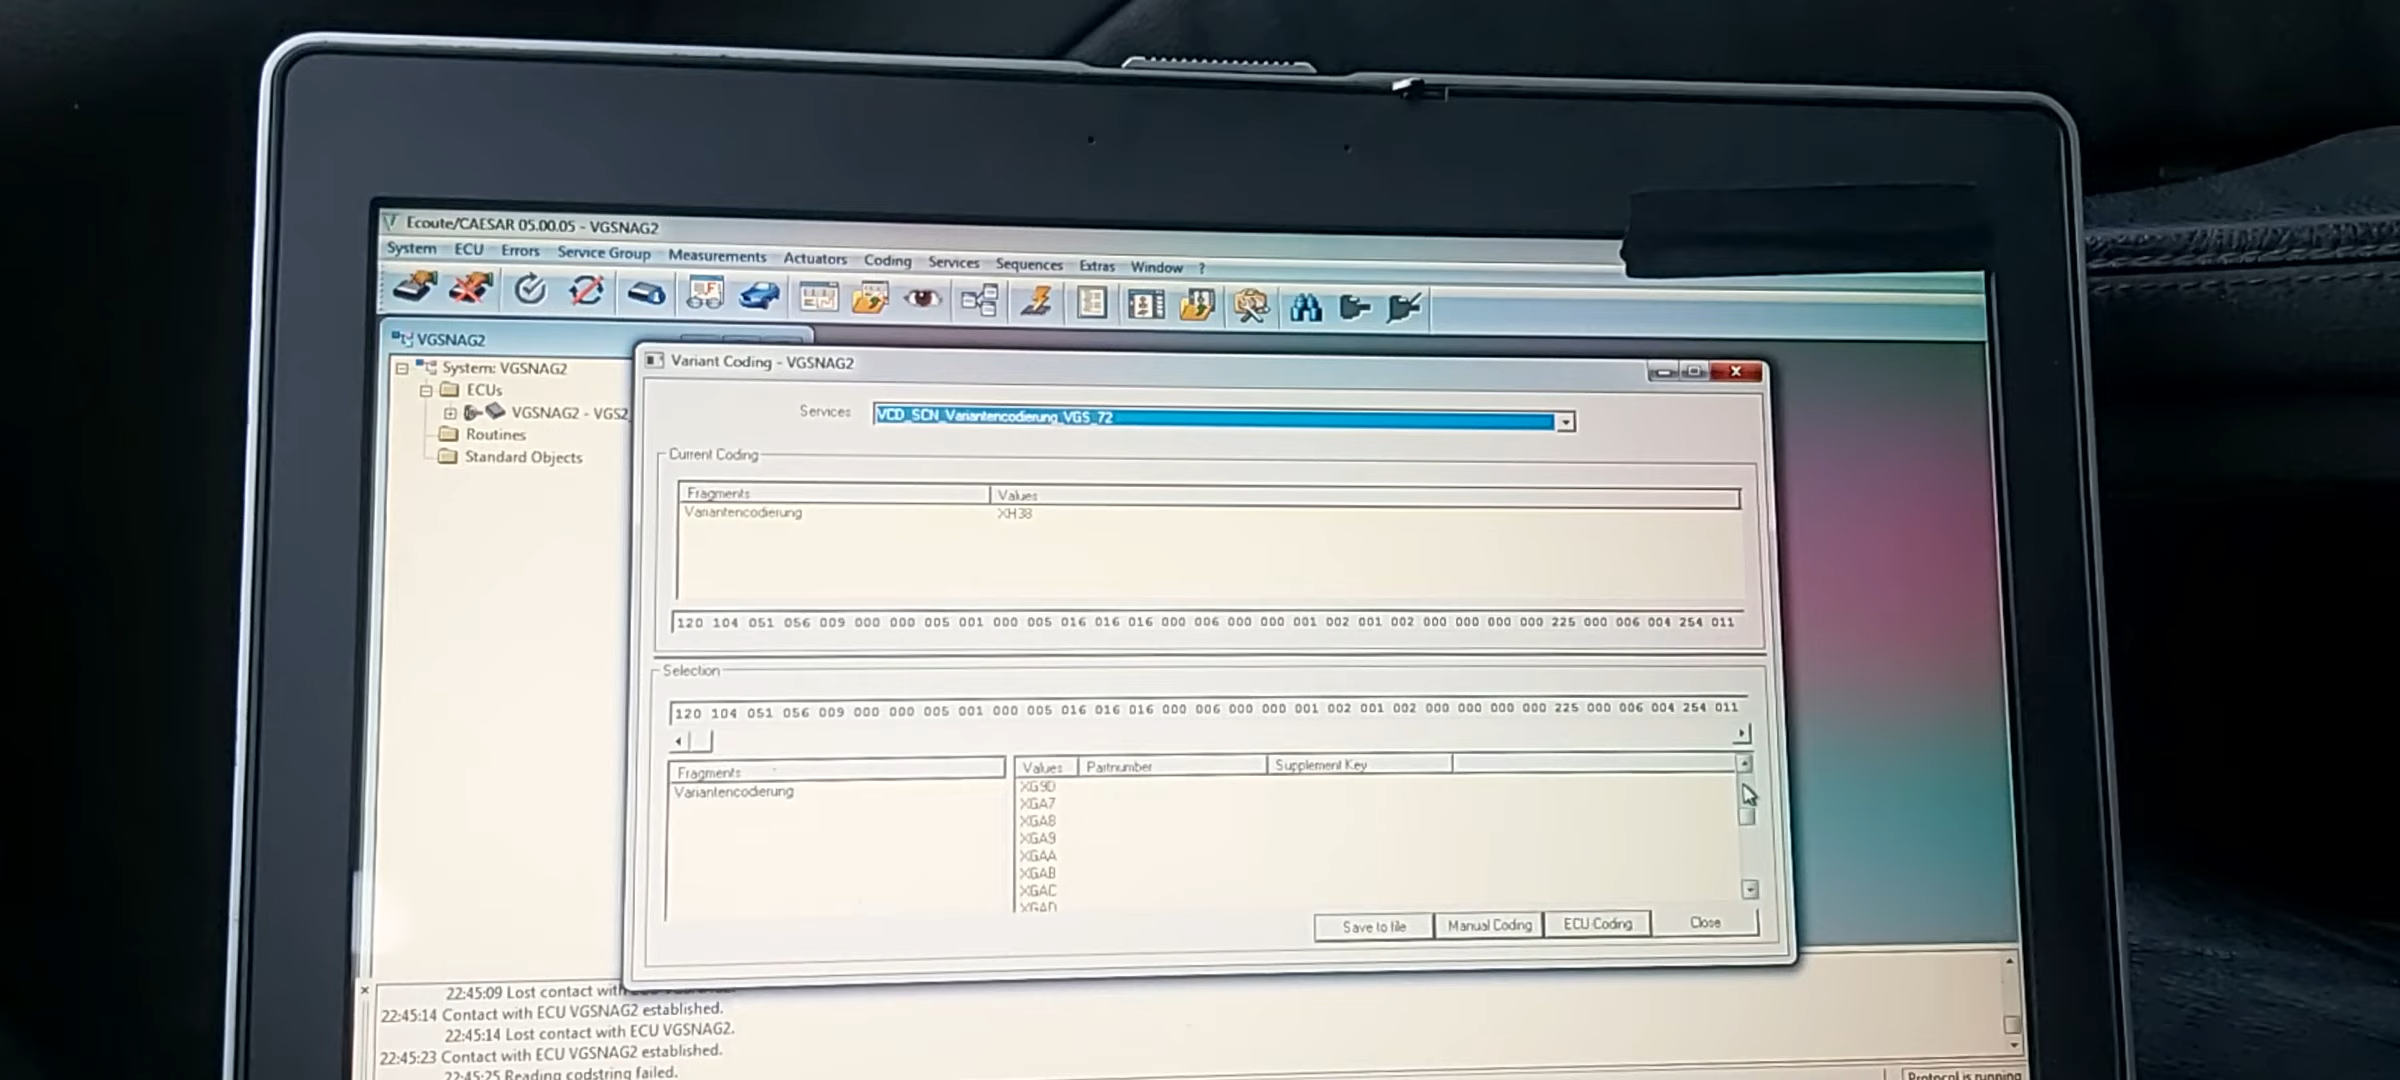 Ecoute/CAESAR 05.00.05 - VGSNAG2
System ECU Errors Service Group Measurements Actuators Coding Services Sequences Extras Window ?
VGSNAG2
System: VGSNAG2
ECUs
VGSNAG2 - VGS2
Routines
Standard Objects
Variant Coding - VGSNAG2
Services VCD_SCN_Variantencodierung_VGS_72
Current Coding
Fragments Values
Variantencodierung XH38
120 104 051 056 009 000 000 005 001 000 005 016 016 016 000 006 000 000 001 002 001 002 000 000 000 000 225 000 006 004 254 011
Selection
120 104 051 056 009 000 000 005 001 000 005 016 016 016 000 006 000 000 001 002 001 002 000 000 000 000 225 000 006 004 254 011
Fragments Values Partnumber Supplement Key
Variantencodierung
XG9D
XGA7
XGA8
XGA9
XGAA
XGAB
XGAC
XGAD
Save to file Manual Coding ECU-Coding Close
22:45:09 Lost contact with
22:45:14 Contact with ECU VGSNAG2 established.
22:45:14 Lost contact with ECU VGSNAG2.
22:45:23 Contact with ECU VGSNAG2 established.
22:45:25 Reading codstring failed.
Protocol is running